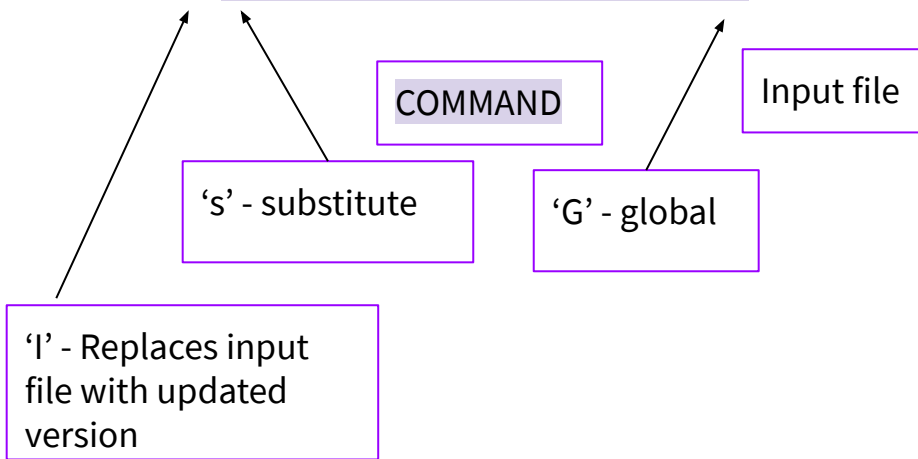 COMMAND
Input file
‘s’ - substitute
‘G’ - global
‘I’ - Replaces input
file with updated
version